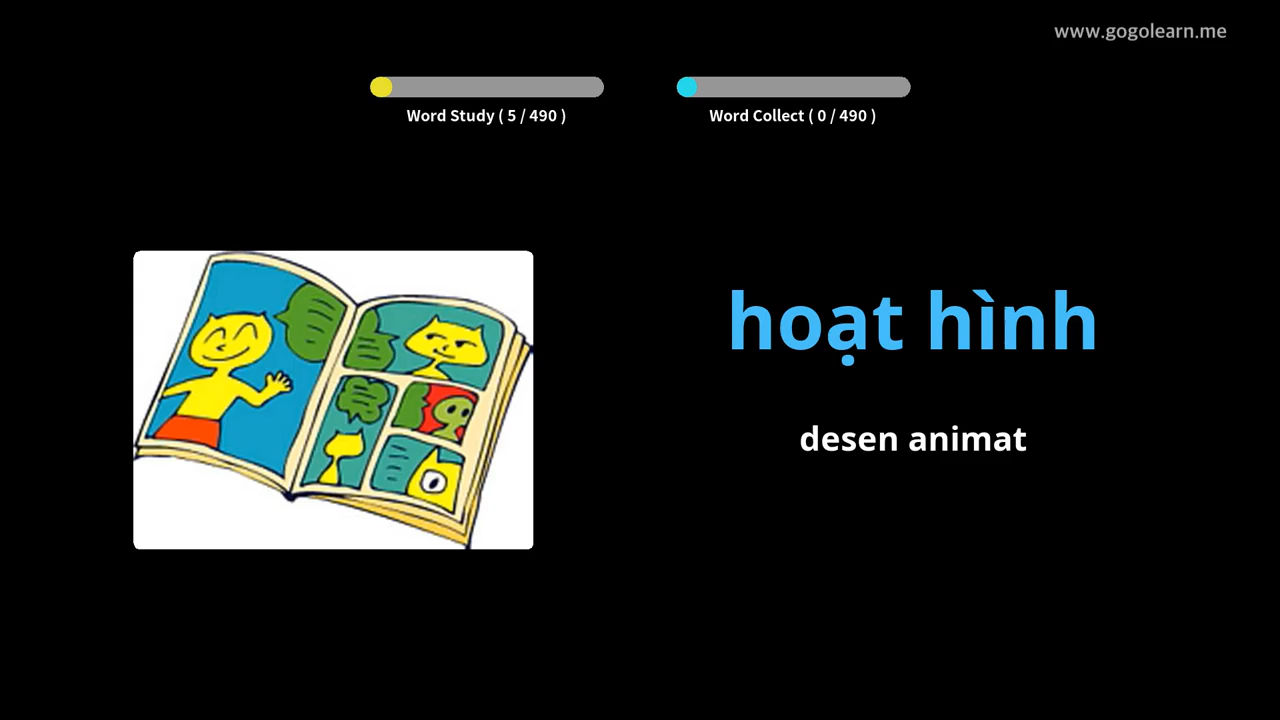 www.gogolearn.me
Word Study ( 5 / 490 )
Word Collect ( 0 / 490 )
hoạt hình
desen animat